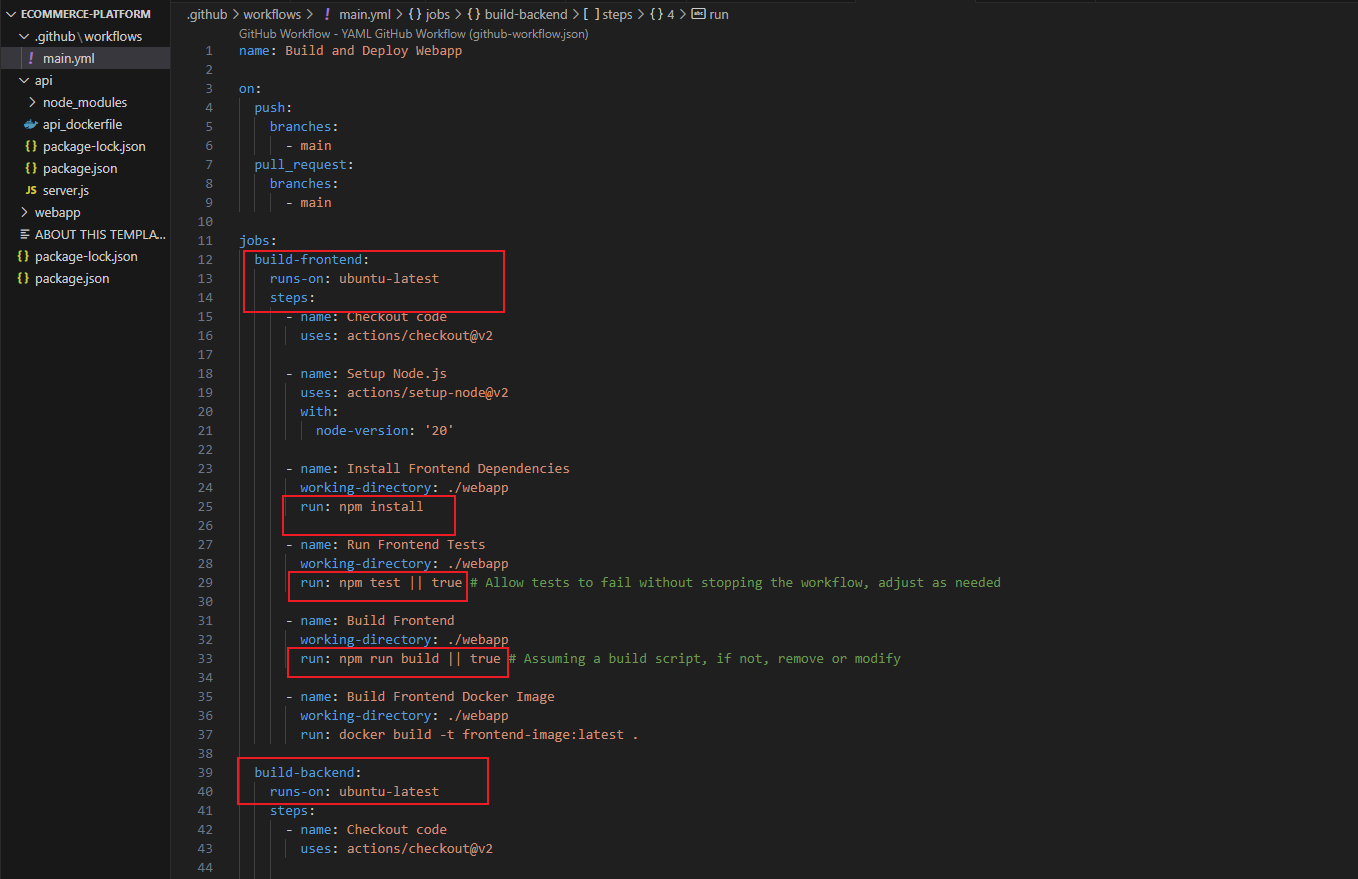 ECOMMERCE-PLATFORM
.github\workflows
! main.yml
api
node_modules
api_dockerfile
{} package-lock.json
{} package.json
JS server.js
webapp
ABOUT THIS TEMPLA...
{} package-lock.json
{} package.json
.github > workflows > ! main.yml > {} jobs > {} build-backend > [ ] steps > {} 4 > abc run
GitHub Workflow - YAML GitHub Workflow (github-workflow.json)
1 name: Build and Deploy Webapp
2
3 on:
4 push:
5 branches:
6 - main
7 pull_request:
8 branches:
9 - main
10
11 jobs:
12 build-frontend:
13 runs-on: ubuntu-latest
14 steps:
15 - name: Checkout code
16 uses: actions/checkout@v2
17
18 - name: Setup Node.js
19 uses: actions/setup-node@v2
20 with:
21 node-version: '20'
22
23 - name: Install Frontend Dependencies
24 working-directory: ./webapp
25 run: npm install
26
27 - name: Run Frontend Tests
28 working-directory: ./webapp
29 run: npm test || true # Allow tests to fail without stopping the workflow, adjust as needed
30
31 - name: Build Frontend
32 working-directory: ./webapp
33 run: npm run build || true # Assuming a build script, if not, remove or modify
34
35 - name: Build Frontend Docker Image
36 working-directory: ./webapp
37 run: docker build -t frontend-image:latest .
38
39 build-backend:
40 runs-on: ubuntu-latest
41 steps:
42 - name: Checkout code
43 uses: actions/checkout@v2
44